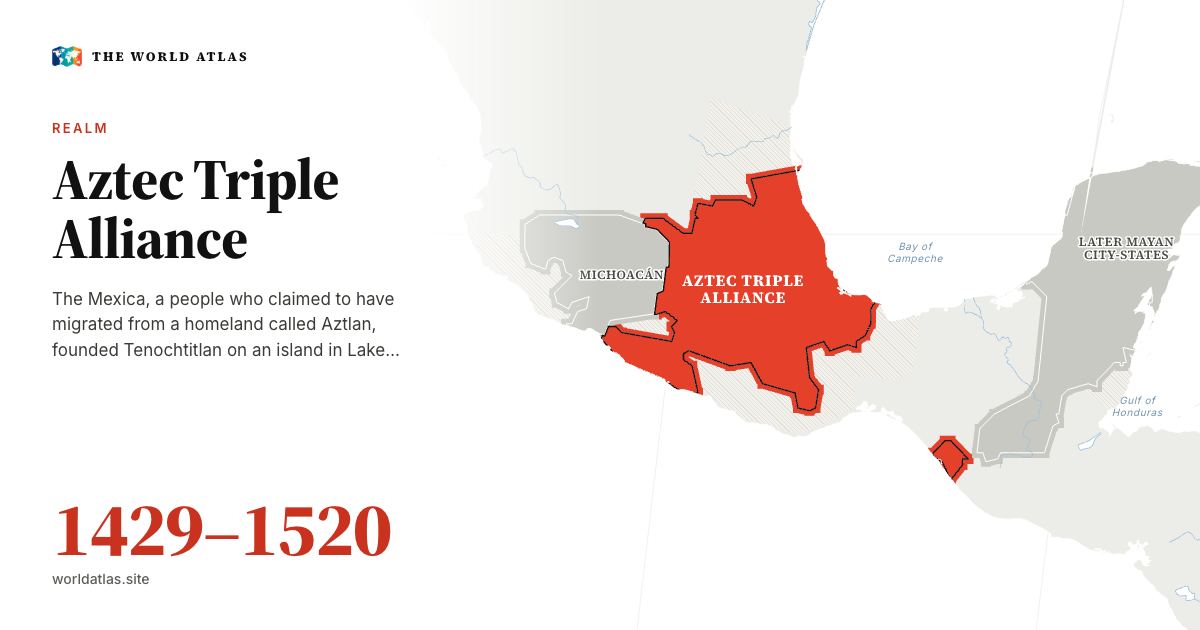 THE WORLD ATLAS
REALM
Aztec Triple
Alliance
The Mexica, a people who claimed to have
migrated from a homeland called Aztlan,
founded Tenochtitlan on an island in Lake...
1429–1520
worldatlas.site
MICHOACÁN
AZTEC TRIPLE
ALLIANCE
Bay of
Campeche
LATER MAYAN
CITY-STATES
Gulf of
Honduras